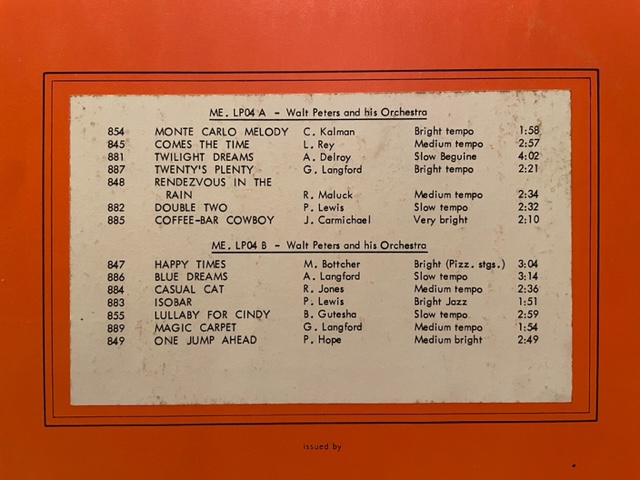 ME. LP04 A - Walt Peters and his Orchestra
854 MONTE CARLO MELODY C. Kalman Bright tempo 1:58
845 COMES THE TIME L. Rey Medium tempo 2:57
881 TWILIGHT DREAMS A. Delroy Slow Beguine 4:02
887 TWENTY'S PLENTY G. Langford Bright tempo 2:21
848 RENDEZVOUS IN THE
RAIN R. Maluck Medium tempo 2:34
882 DOUBLE TWO P. Lewis Slow tempo 2:32
885 COFFEE-BAR COWBOY J. Carmichael Very bright 2:10
ME. LP04 B - Walt Peters and his Orchestra
847 HAPPY TIMES M. Bottcher Bright (Pizz. stgs.) 3:04
886 BLUE DREAMS A. Langford Slow tempo 3:14
884 CASUAL CAT R. Jones Medium tempo 2:36
883 ISOBAR P. Lewis Bright Jazz 1:51
855 LULLABY FOR CINDY B. Gutesha Slow tempo 2:59
889 MAGIC CARPET G. Langford Medium tempo 1:54
849 ONE JUMP AHEAD P. Hope Medium bright 2:49
issued by